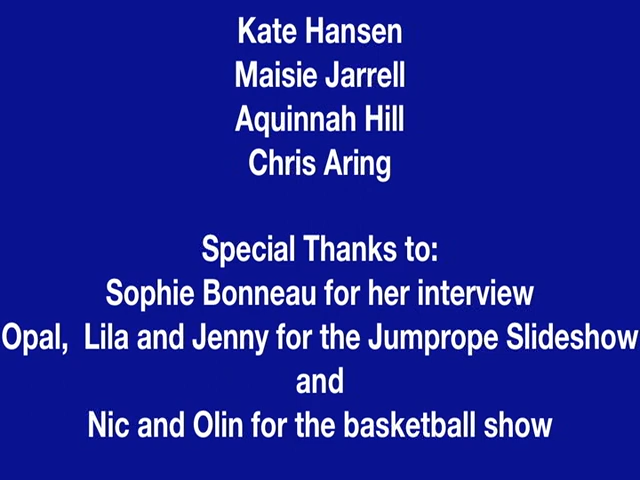 Kate Hansen
Maisie Jarrell
Aquinnah Hill
Chris Aring
Special Thanks to:
Sophie Bonneau for her interview
Opal,  Lila and Jenny for the Jumprope Slideshow
and
Nic and Olin for the basketball show